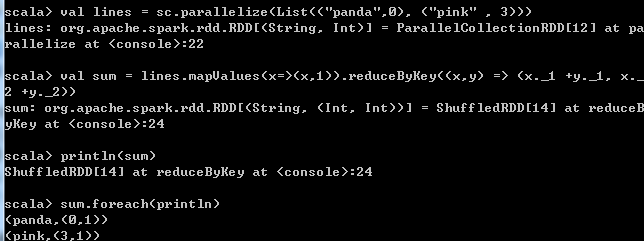 scala> val lines = sc.parallelize(List(("panda",0), ("pink" , 3)))
lines: org.apache.spark.rdd.RDD[(String, Int)] = ParallelCollectionRDD[12] at pa
rallelize at <console>:22
scala> val sum = lines.mapValues(x=>(x,1)).reduceByKey((x,y) => (x._1 +y._1, x._
2 +y._2))
sum: org.apache.spark.rdd.RDD[(String, (Int, Int))] = ShuffledRDD[14] at reduceB
yKey at <console>:24
scala> println(sum)
ShuffledRDD[14] at reduceByKey at <console>:24
scala> sum.foreach(println)
(panda,(0,1))
(pink,(3,1))